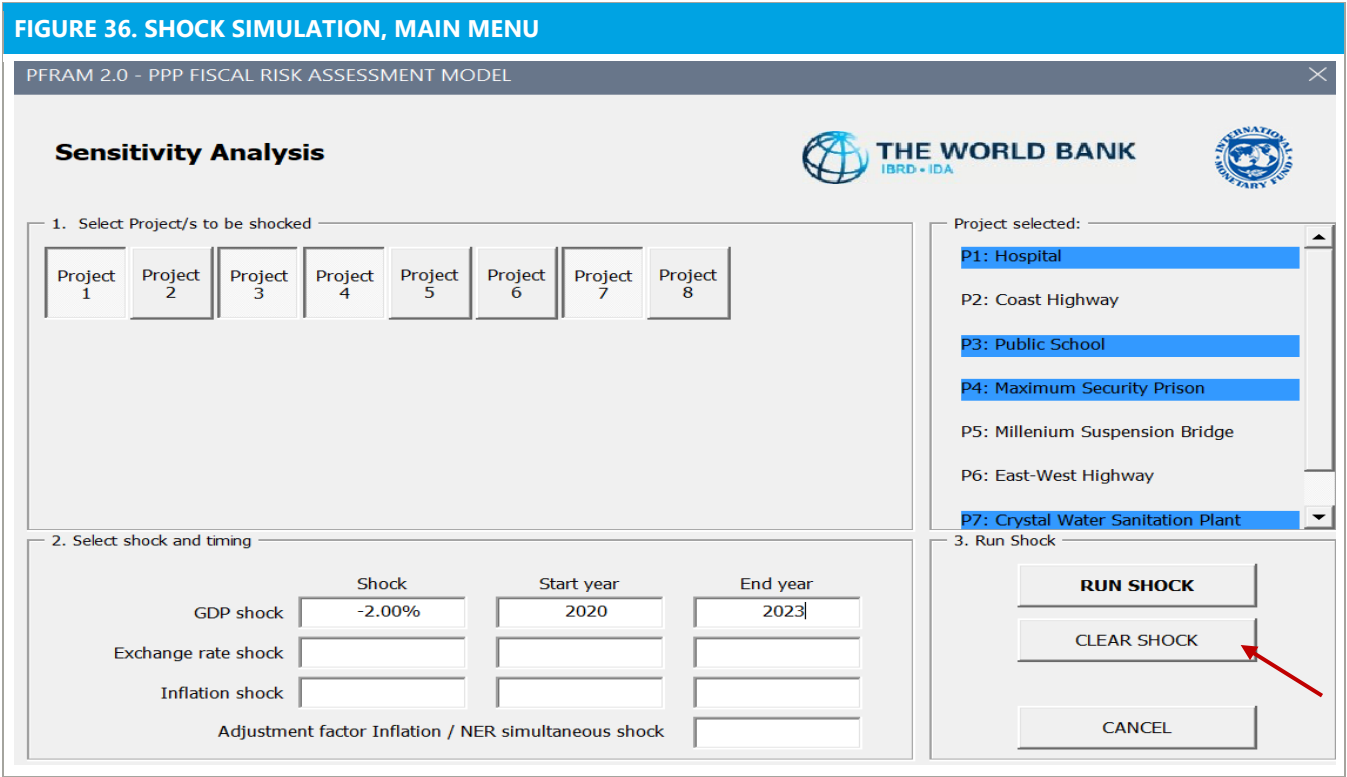 FIGURE 36. SHOCK SIMULATION, MAIN MENU
PFRAM 2.0 - PPP FISCAL RISK ASSESSMENT MODEL
Sensitivity Analysis
THE WORLD BANK
IBRD • IDA
INTERNATIONAL MONETARY FUND
1. Select Project/s to be shocked
Project 1
Project 2
Project 3
Project 4
Project 5
Project 6
Project 7
Project 8
Project selected:
P1: Hospital
P2: Coast Highway
P3: Public School
P4: Maximum Security Prison
P5: Millenium Suspension Bridge
P6: East-West Highway
P7: Crystal Water Sanitation Plant
2. Select shock and timing
Shock Start year End year
GDP shock -2.00% 2020 2023
Exchange rate shock
Inflation shock
Adjustment factor Inflation / NER simultaneous shock
3. Run Shock
RUN SHOCK
CLEAR SHOCK
CANCEL